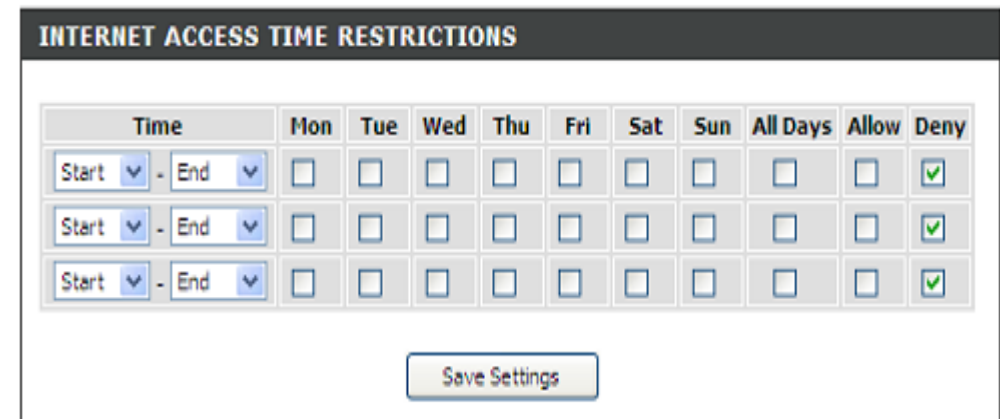 INTERNET ACCESS TIME RESTRICTIONS
Time Mon Tue Wed Thu Fri Sat Sun All Days Allow Deny
Start - End
Start - End
Start - End
Save Settings